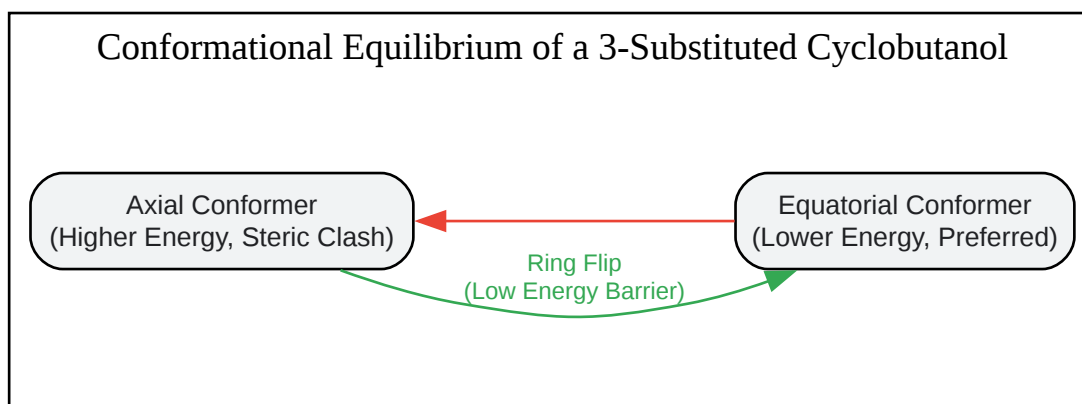 Conformational Equilibrium of a 3-Substituted Cyclobutanol
Axial Conformer
(Higher Energy, Steric Clash)
Equatorial Conformer
(Lower Energy, Preferred)
Ring Flip
(Low Energy Barrier)